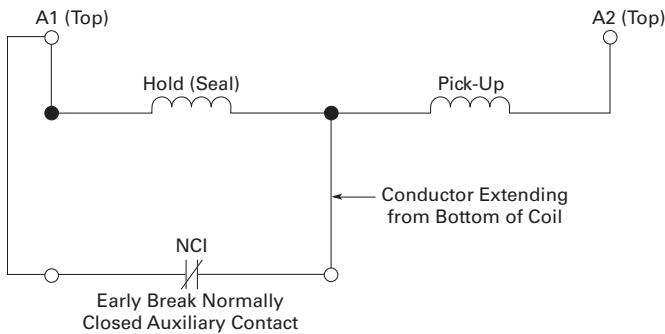 A1 (Top)
A2 (Top)
Hold (Seal)
Pick-Up
Conductor Extending
from Bottom of Coil
NCI
Early Break Normally
Closed Auxiliary Contact